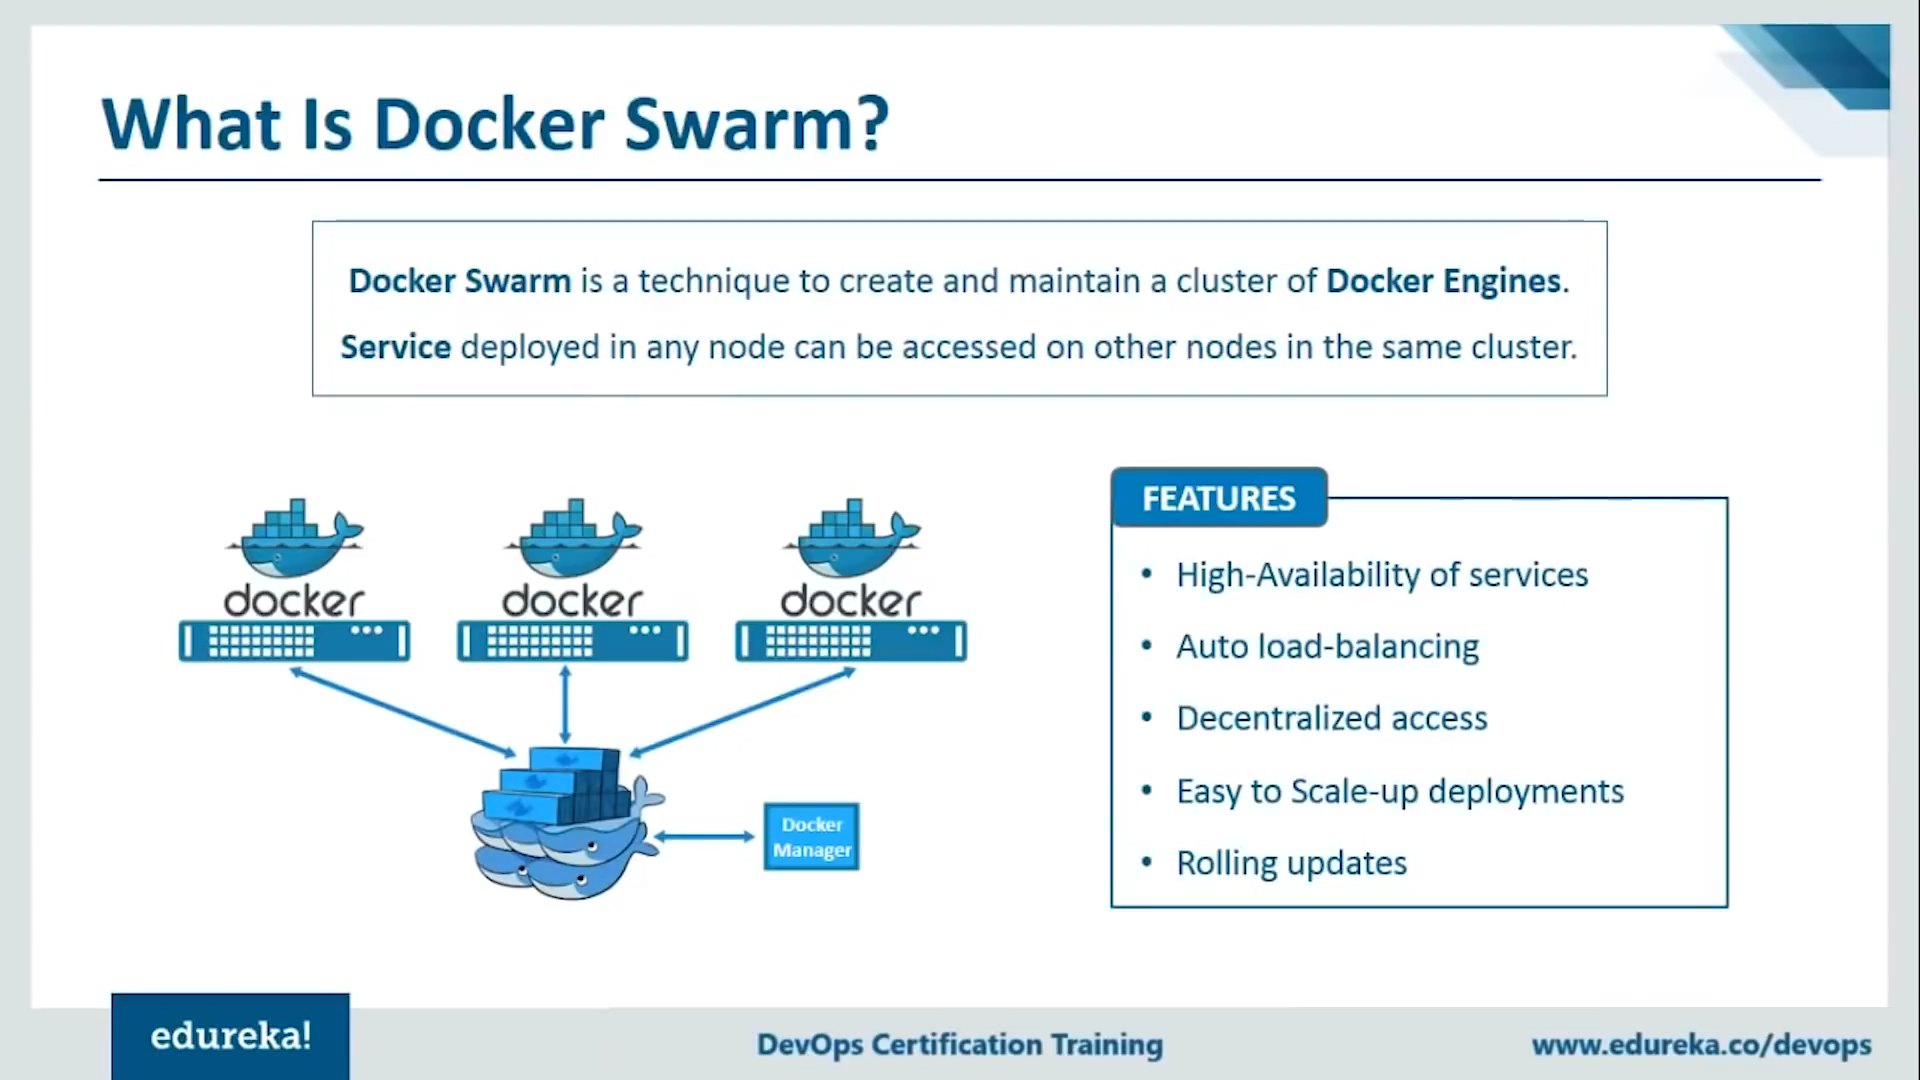 What Is Docker Swarm?
Docker Swarm is a technique to create and maintain a cluster of Docker Engines.
Service deployed in any node can be accessed on other nodes in the same cluster.
docker
docker
docker
Docker
Manager
FEATURES
• High-Availability of services
• Auto load-balancing
• Decentralized access
• Easy to Scale-up deployments
• Rolling updates
edureka!
DevOps Certification Training
www.edureka.co/devops